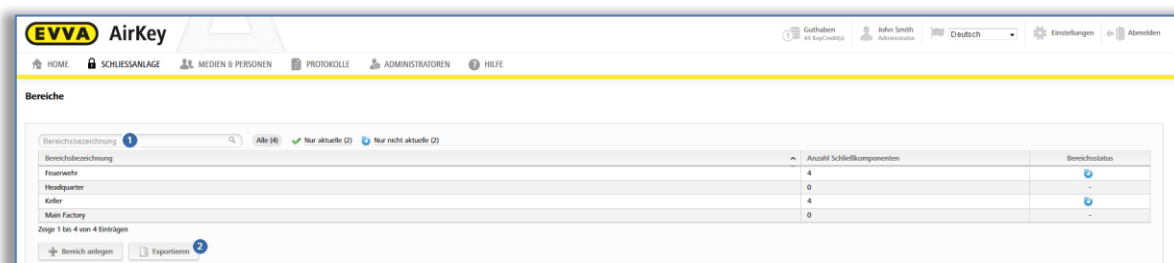 EVVA AirKey
1 Guthaben 44 KeyCredit(s) John Smith Administrator Deutsch Einstellungen Abmelden
HOME SCHLIESSANLAGE MEDIEN & PERSONEN PROTOKOLLE ADMINISTRATOREN ? HILFE
Bereiche
Bereichsbezeichnung 1 Alle (4) Nur aktuelle (2) Nur nicht aktuelle (2)
Bereichsbezeichnung Anzahl Schließkomponenten Bereichsstatus
Feuerwehr 4
Headquarter 0 -
Keller 4
Main Factory 0 -
Zeige 1 bis 4 von 4 Einträgen
Bereich anlegen Exportieren 2